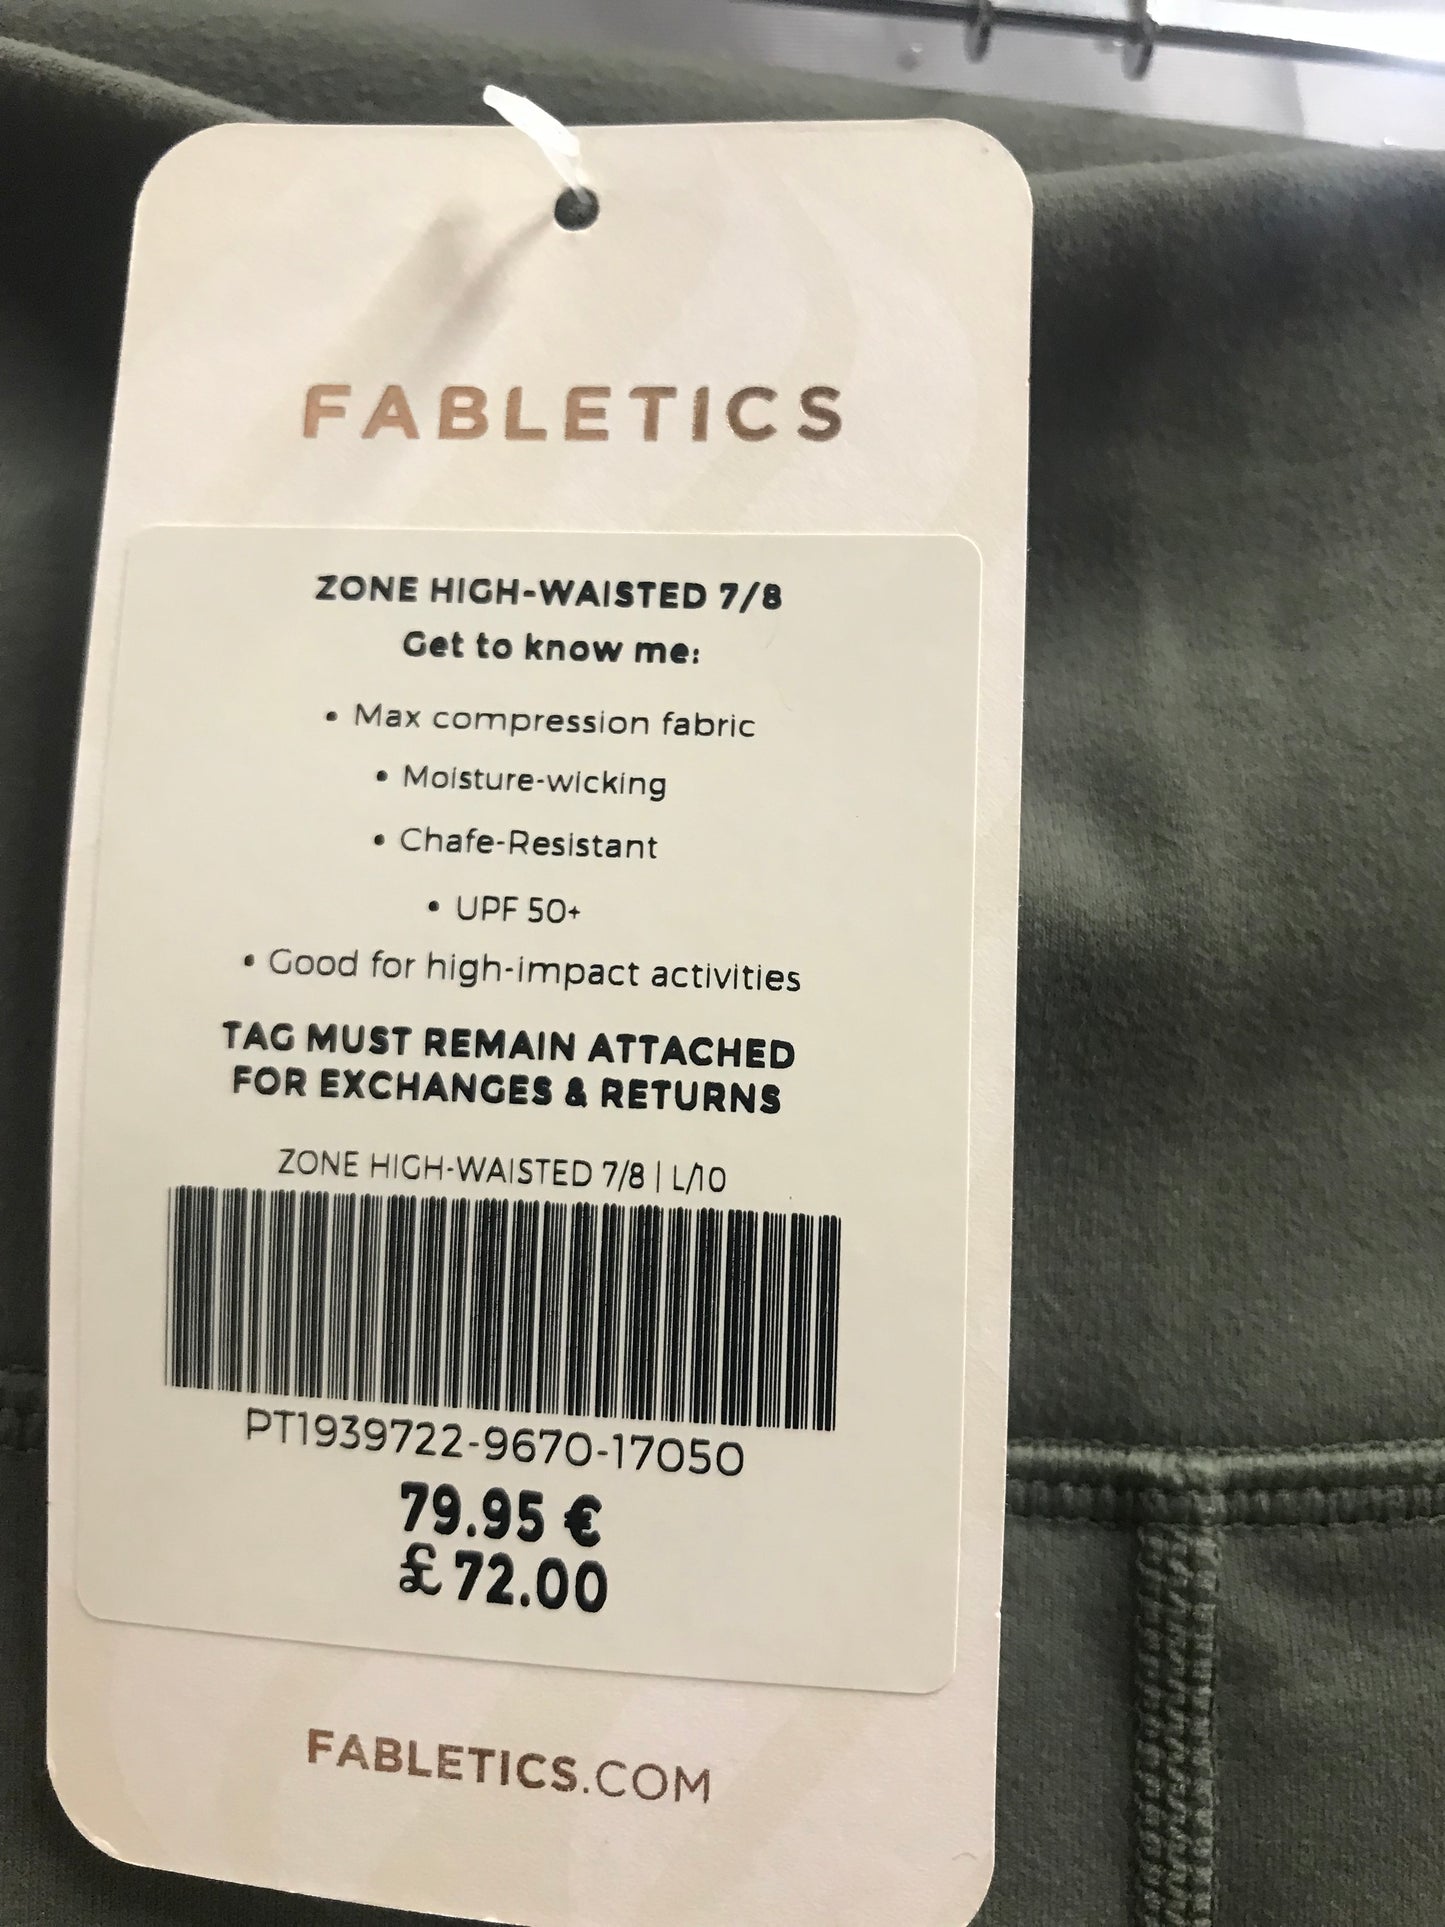 FABLETICS
ZONE HIGH-WAISTED 7/8
Get to know me:
• Max compression fabric
• Moisture-wicking
• Chafe-Resistant
• UPF 50+
• Good for high-impact activities
TAG MUST REMAIN ATTACHED
FOR EXCHANGES & RETURNS
ZONE HIGH-WAISTED 7/8 | L/10
PT1939722-9670-17050
79.95 €
£72.00
FABLETICS.COM